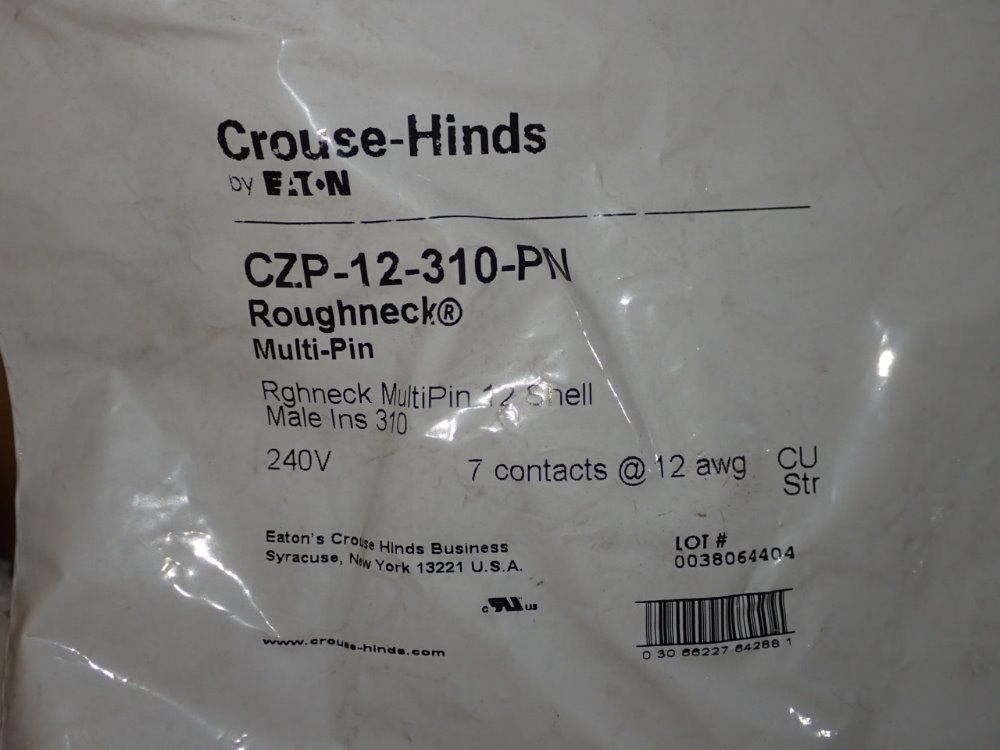 Crouse-Hinds
by EATON
CZP-12-310-PN
Roughneck®
Multi-Pin
Rghneck MultiPin 12 Shell
Male Ins 310
240V 7 contacts @ 12 awg CU
Str
Eaton's Crouse Hinds Business
Syracuse, New York 13221 U.S.A.
LOT #
0038064404
c RU us
www.crouse-hinds.com
0 30 66227 64288 1